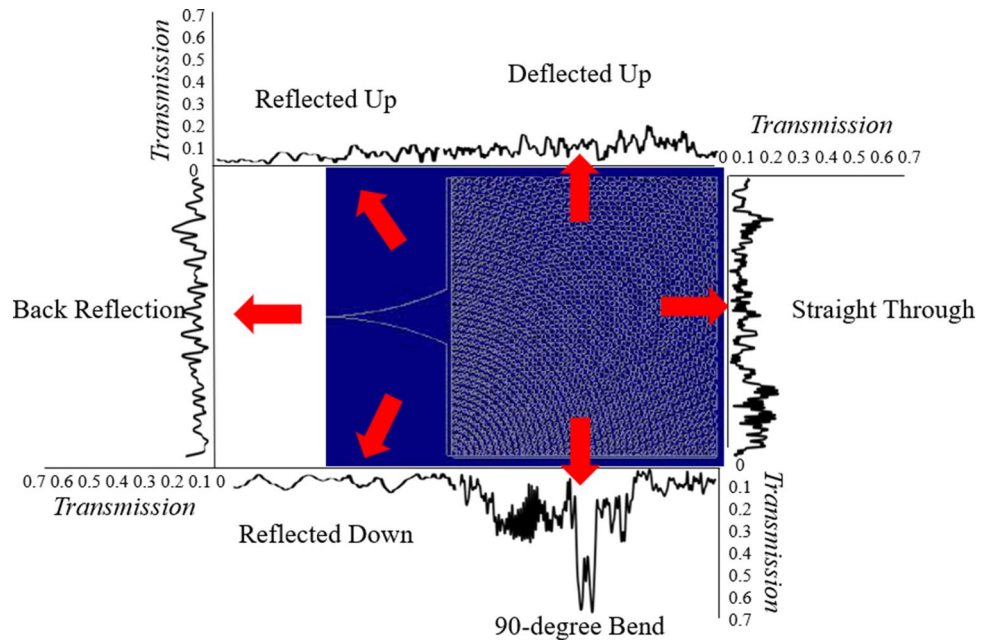 0.7
0.6
0.5
0.4
0.3
0.2
0.1
0
Transmission
Reflected Up
Deflected Up
Transmission
0 0.1 0.2 0.3 0.4 0.5 0.6 0.7
Back Reflection
Straight Through
0.7 0.6 0.5 0.4 0.3 0.2 0.1 0
Transmission
Reflected Down
90-degree Bend
0
0.1
0.2
0.3
0.4
0.5
0.6
0.7
Transmission